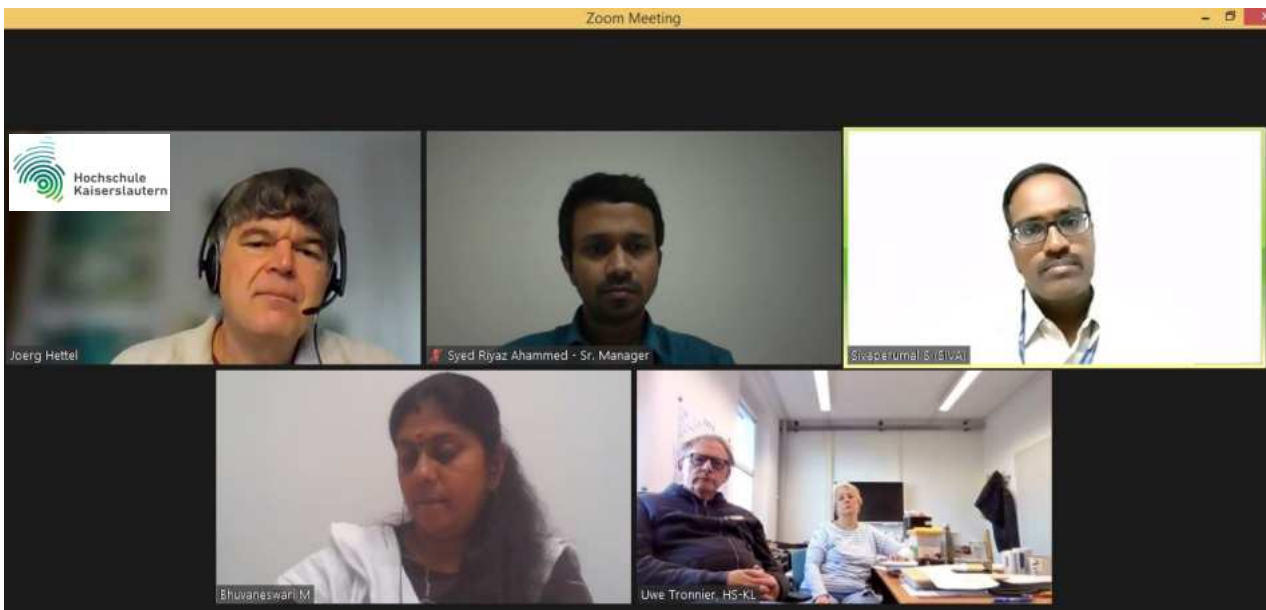 Zoom Meeting
Hochschule
Kaiserslautern
Joerg Hettel
Syed Riyaz Ahammed - Sr. Manager
Sivaperumal S (SIVA)
Bhuvaneswari M
Uwe Tronnier, HS-KL